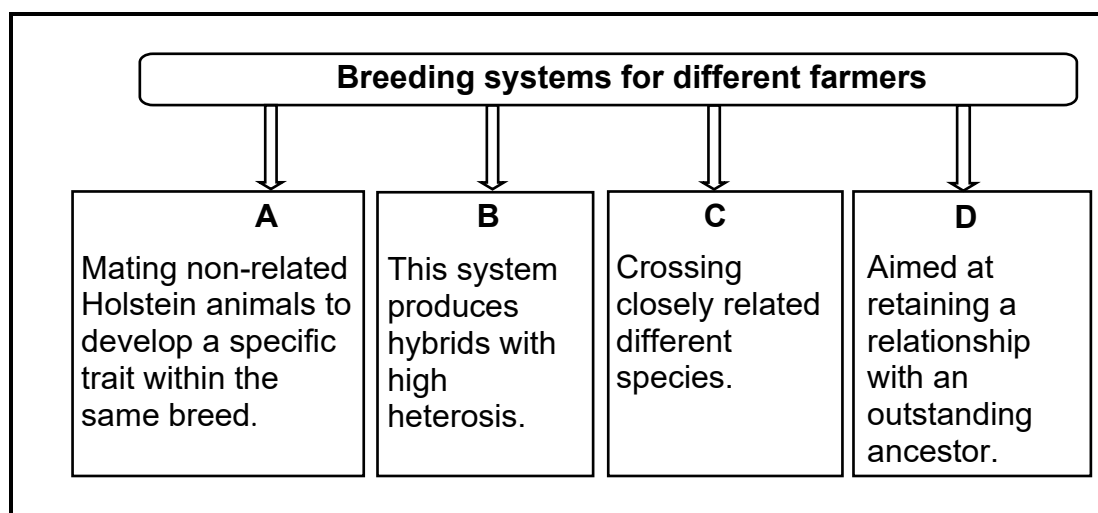 Breeding systems for different farmers
A
Mating non-related
Holstein animals to
develop a specific
trait within the
same breed.
B
This system
produces
hybrids with
high
heterosis.
C
Crossing
closely related
different
species.
D
Aimed at
retaining a
relationship
with an
outstanding
ancestor.